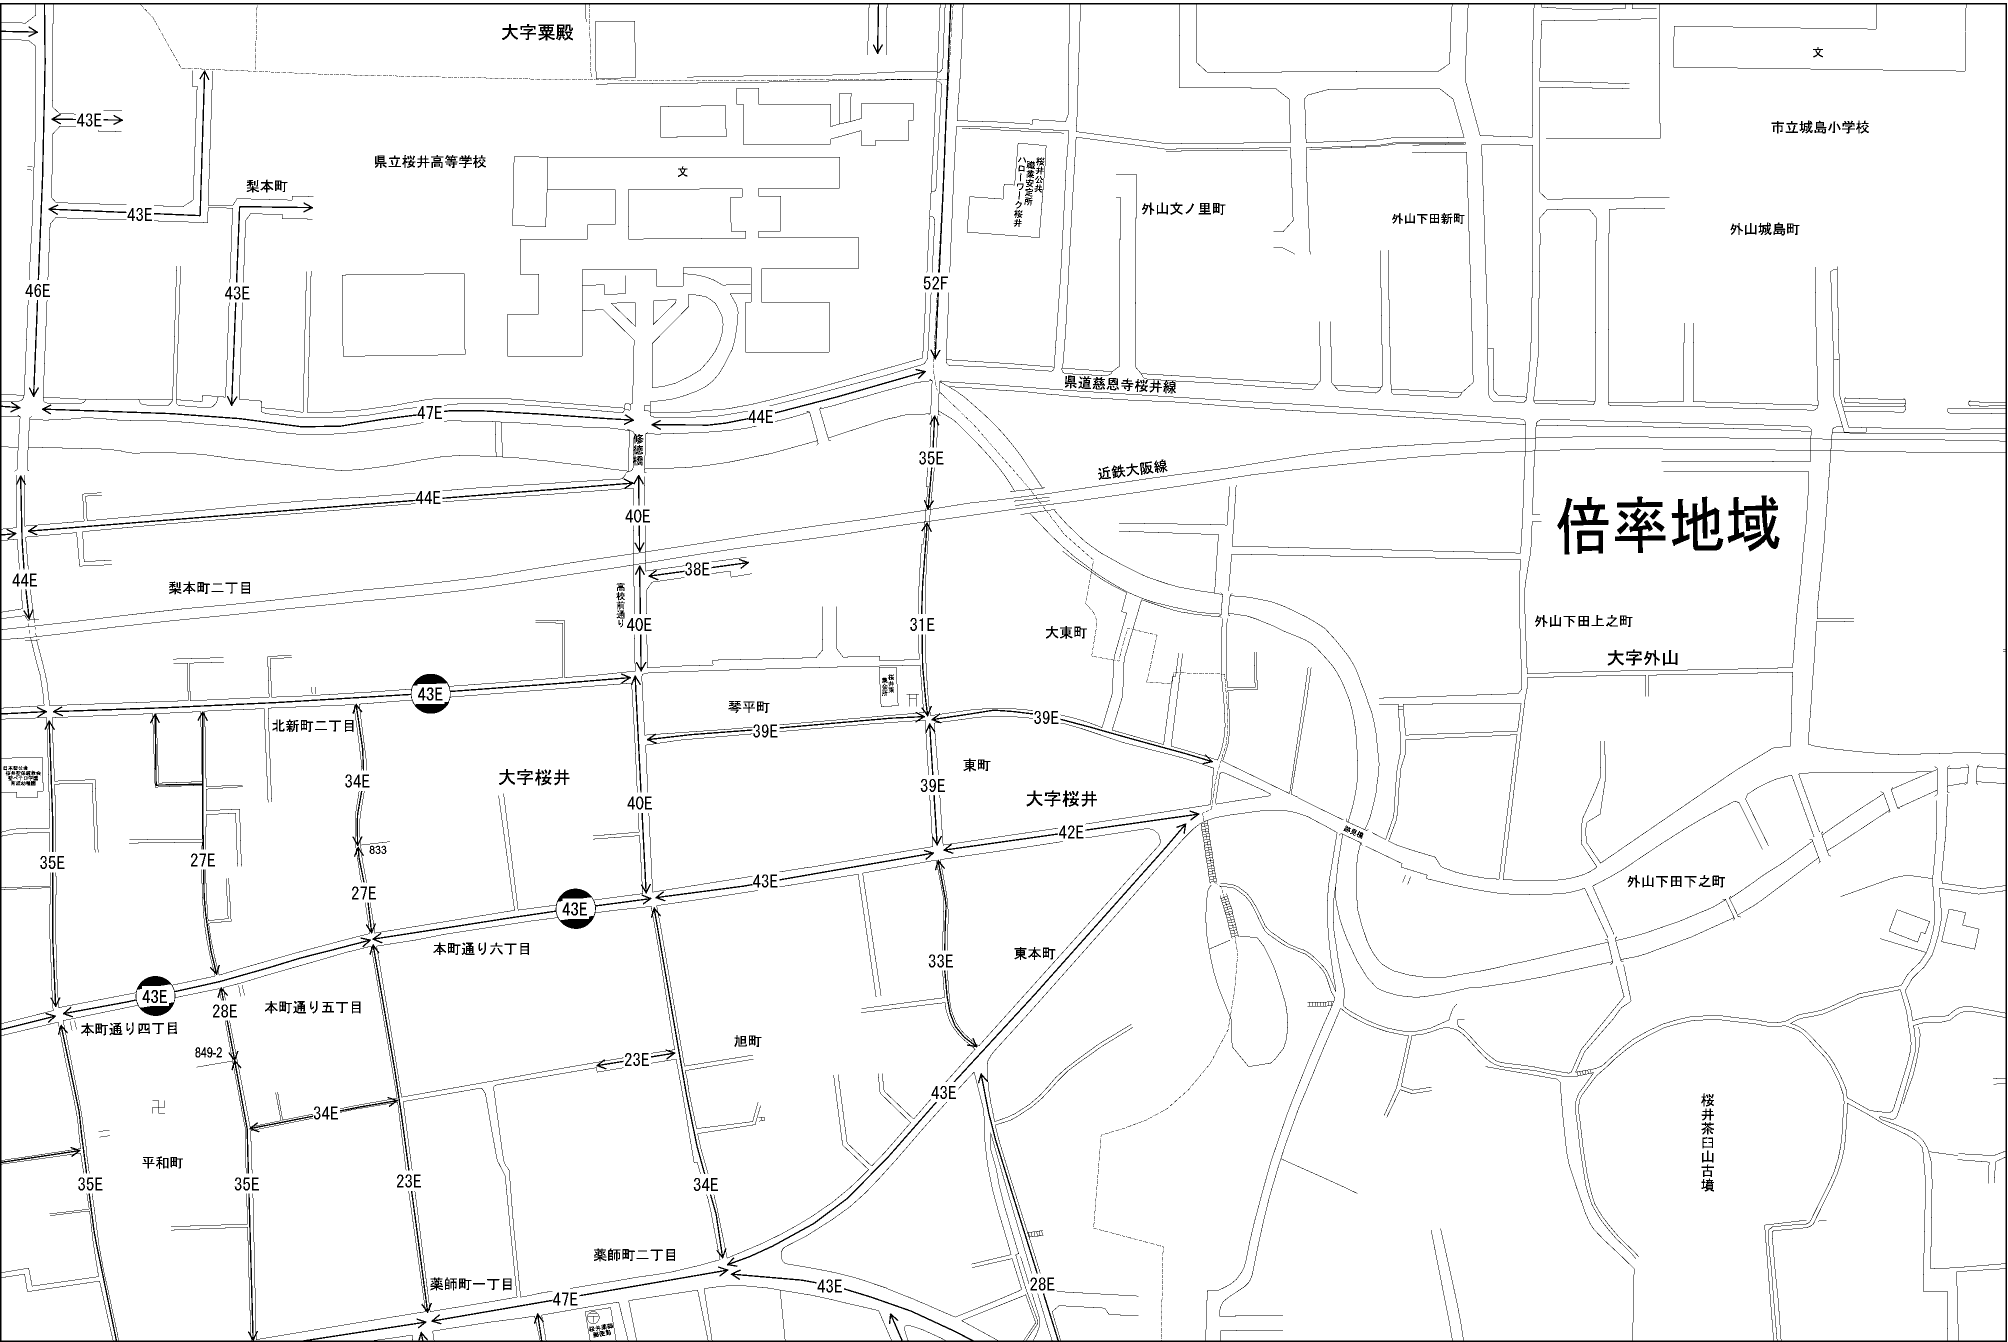 大字粟殿
文
43E
市立城島小学校
県立桜井高等学校
桜井公共
職業安定所
ハローワーク桜井
文
梨本町
43E
外山文ノ里町
外山下田新町
外山城島町
46E
43E
52F
県道慈恩寺桜井線
47E
44E
修徳橋
35E
近鉄大阪線
44E
40E
倍率地域
44E
38E
梨本町二丁目
高校前通り
40E
31E
大東町
外山下田上之町
大字外山
43E
琴平町
39E
39E
北新町二丁目
東町
34E
大字桜井
39E
大字桜井
40E
42E
跡見橋
833
35E
27E
43E
27E
外山下田下之町
43E
本町通り六丁目
東本町
33E
43E
本町通り五丁目
28E
本町通り四丁目
旭町
849-2
23E
43E
34E
桜井茶臼山古墳
平和町
35E
35E
23E
34E
薬師町二丁目
薬師町一丁目
43E
28E
47E